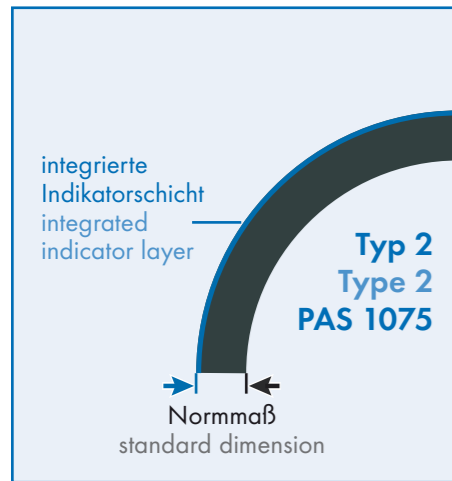 integrierte
Indikatorschicht
integrated
indicator layer
Typ 2
Type 2
PAS 1075
Normmaß
standard dimension